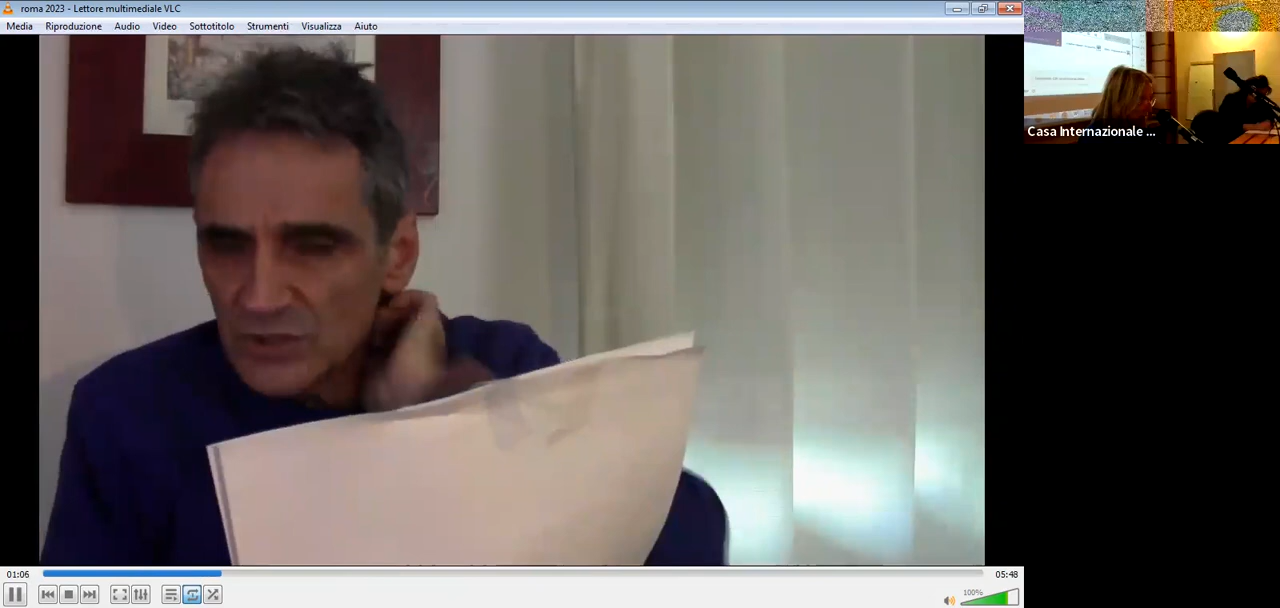 roma 2023 - Lettore multimediale VLC
Media Riproduzione Audio Video Sottotitolo Strumenti Visualizza Aiuto
Casa Internazionale ...
01:06
05:48
100%